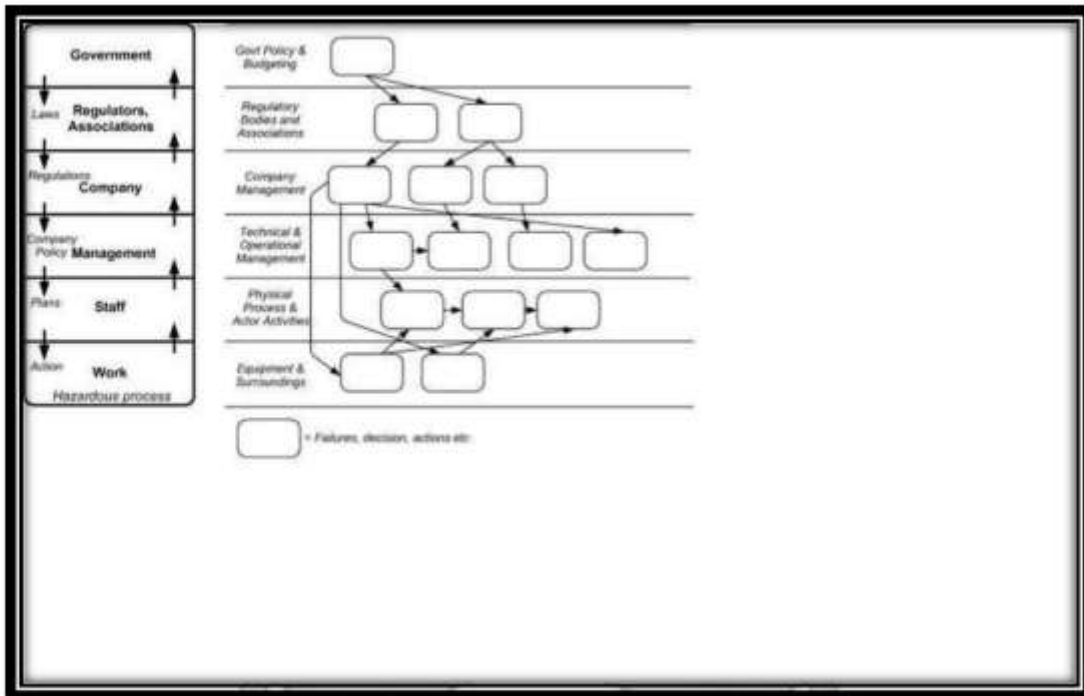 Government
Laws
Regulators,
Associations
Regulations
Company
Company
Policy
Management
Plans
Staff
Action
Work
Hazardous process
Govt Policy &
Budgeting
Regulatory
Bodies and
Associations
Company
Management
Technical &
Operational
Management
Physical
Process &
Actor Activities
Equipment &
Surroundings
= Failures, decision, actions etc